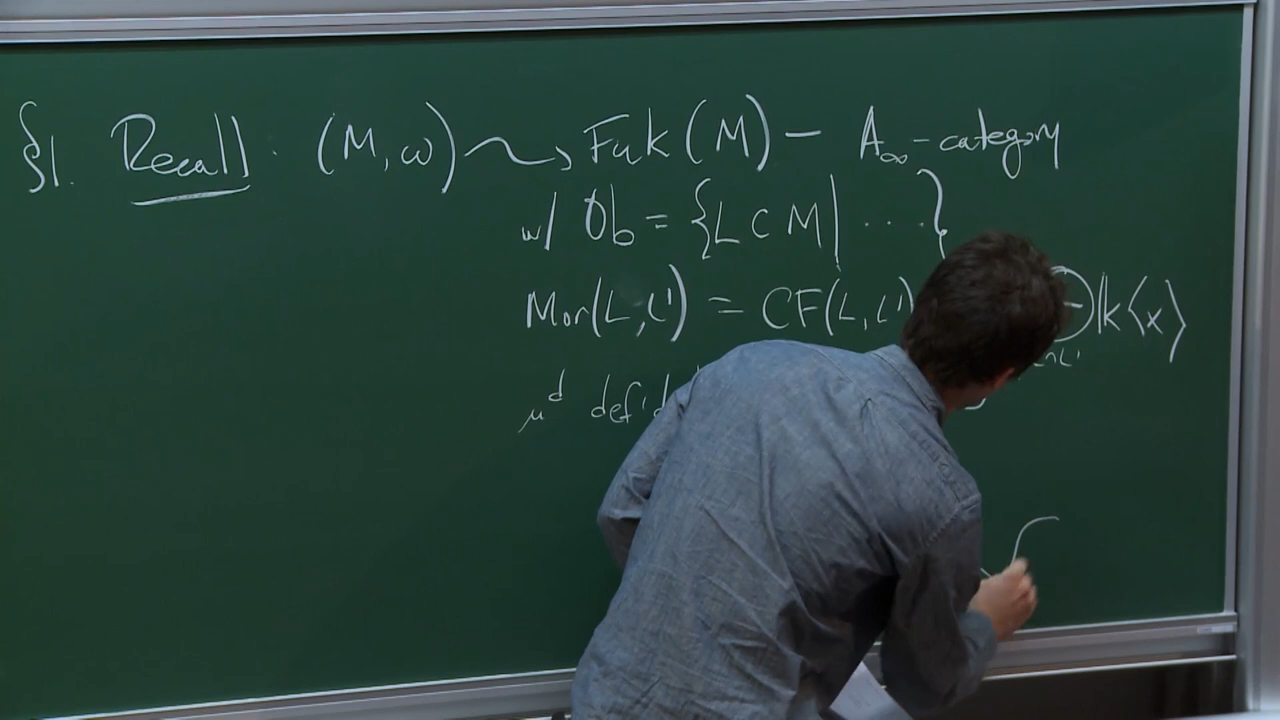 §1. Recall. (M, ω) ⇝ Fuk(M) – A∞-category
w/ Ob = {L ⊂ M | ...}
Mor(L, L') = CF(L, L') ⊕ 𝕜⟨x⟩
μ^d def'd